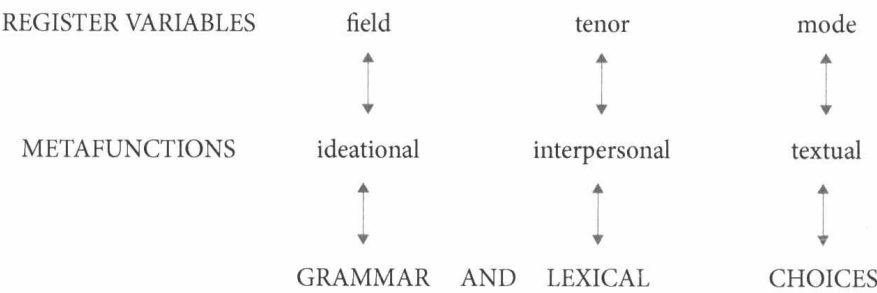 REGISTER VARIABLES field tenor mode
METAFUNCTIONS ideational interpersonal textual
GRAMMAR AND LEXICAL CHOICES